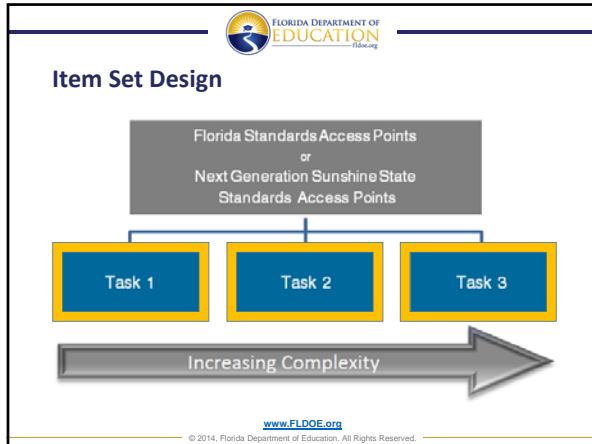 FLORIDA DEPARTMENT OF
EDUCATION
fldoe.org
Item Set Design
Florida Standards Access Points
or
Next Generation Sunshine State
Standards Access Points
Task 1
Task 2
Task 3
Increasing Complexity
www.FLDOE.org
© 2014, Florida Department of Education. All Rights Reserved.